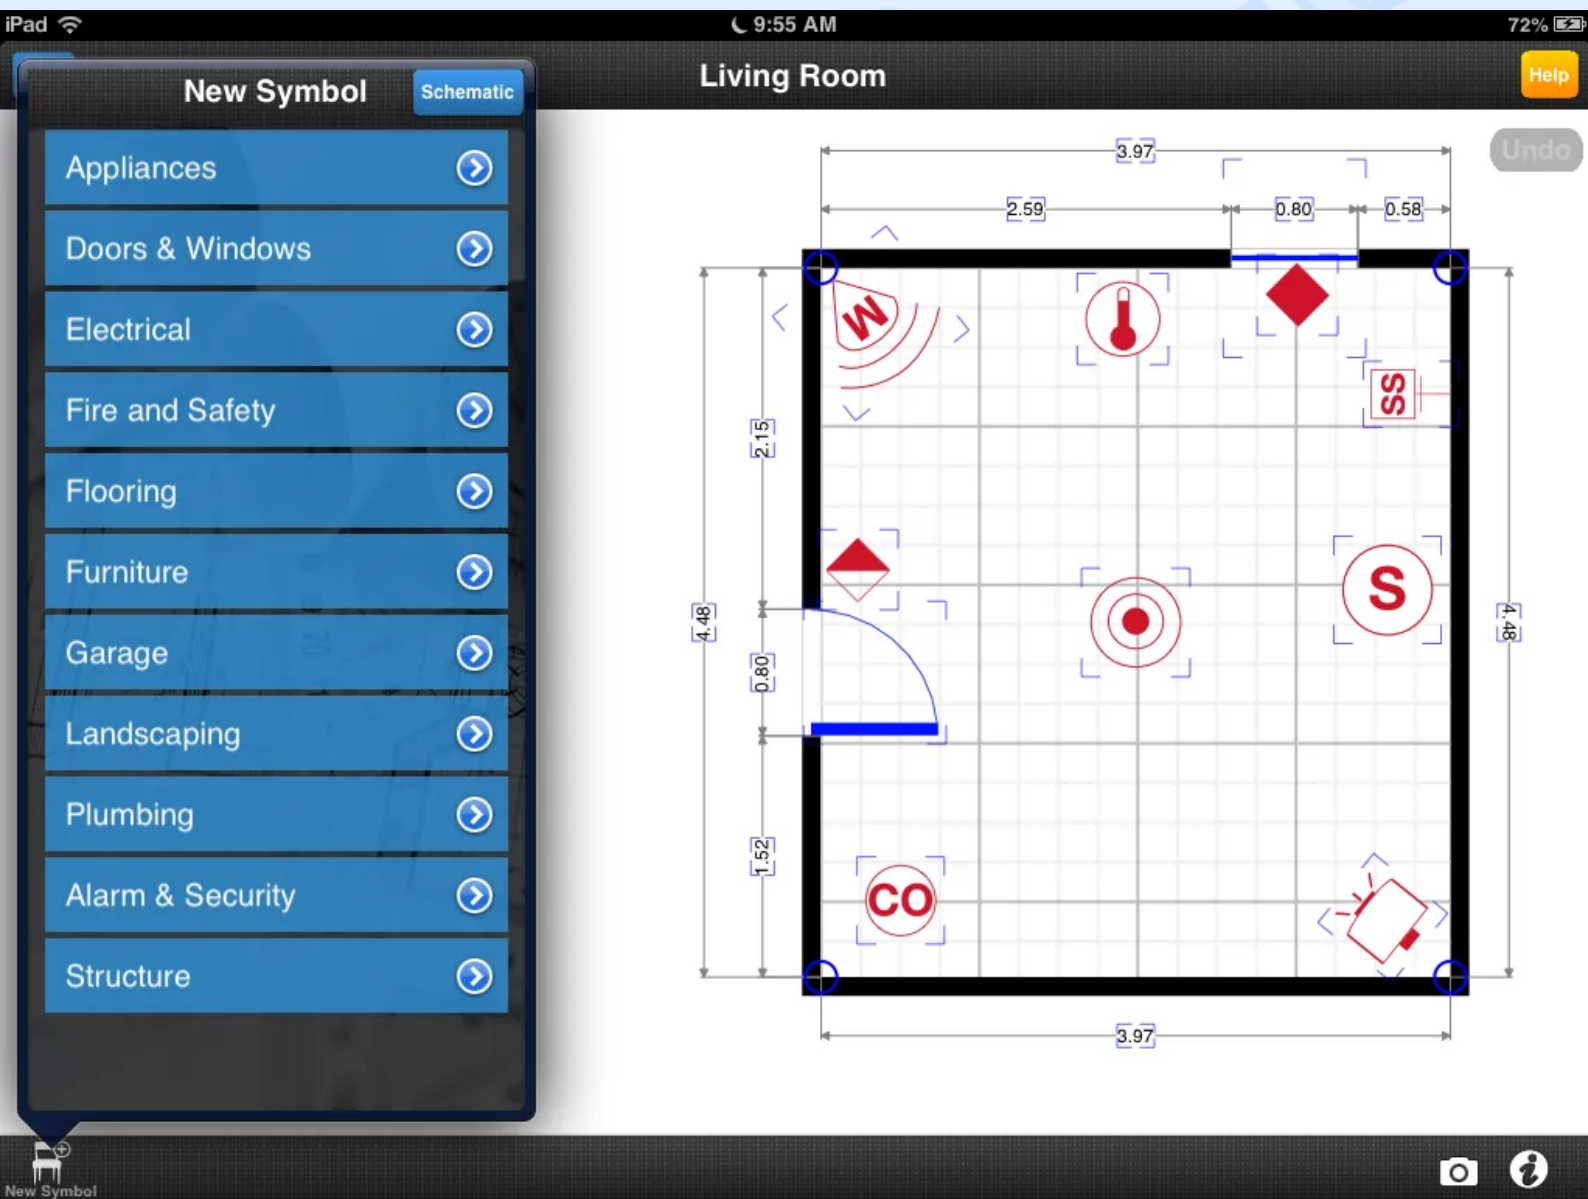 iPad
9:55 AM
72%
New Symbol
Schematic
Living Room
Help
Undo
Appliances
Doors & Windows
Electrical
Fire and Safety
Flooring
Furniture
Garage
Landscaping
Plumbing
Alarm & Security
Structure
3.97
2.59
0.80
0.58
M
SS
2.15
S
4.48
4.48
0.80
1.52
CO
3.97
New Symbol